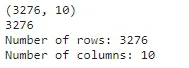 (3276, 10)
3276
Number of rows: 3276
Number of columns: 10